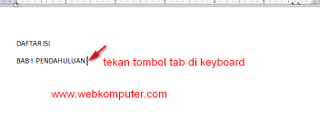 DAFTAR ISI
BAB I PENDAHULUAN tekan tombol tab di keyboard
www.webkomputer.com